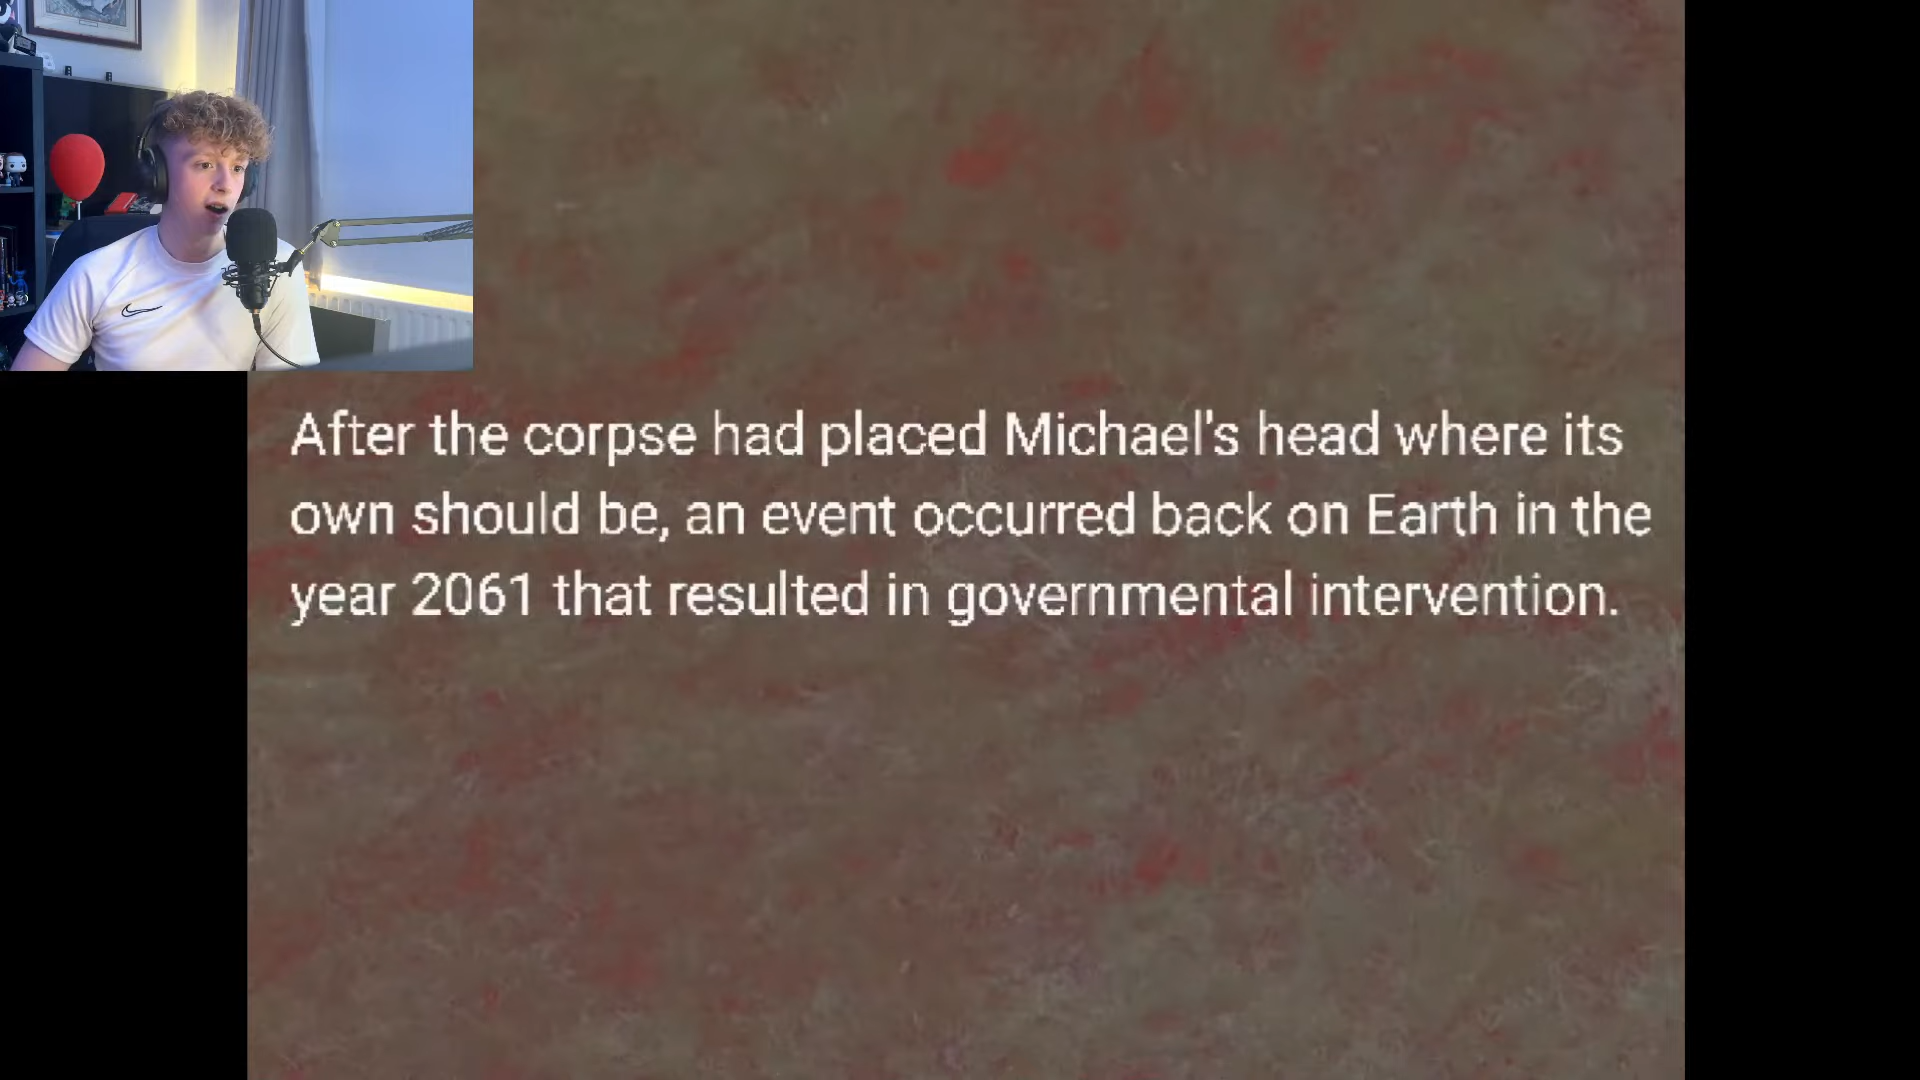 After the corpse had placed Michael's head where its
own should be, an event occurred back on Earth in the
year 2061 that resulted in governmental intervention.